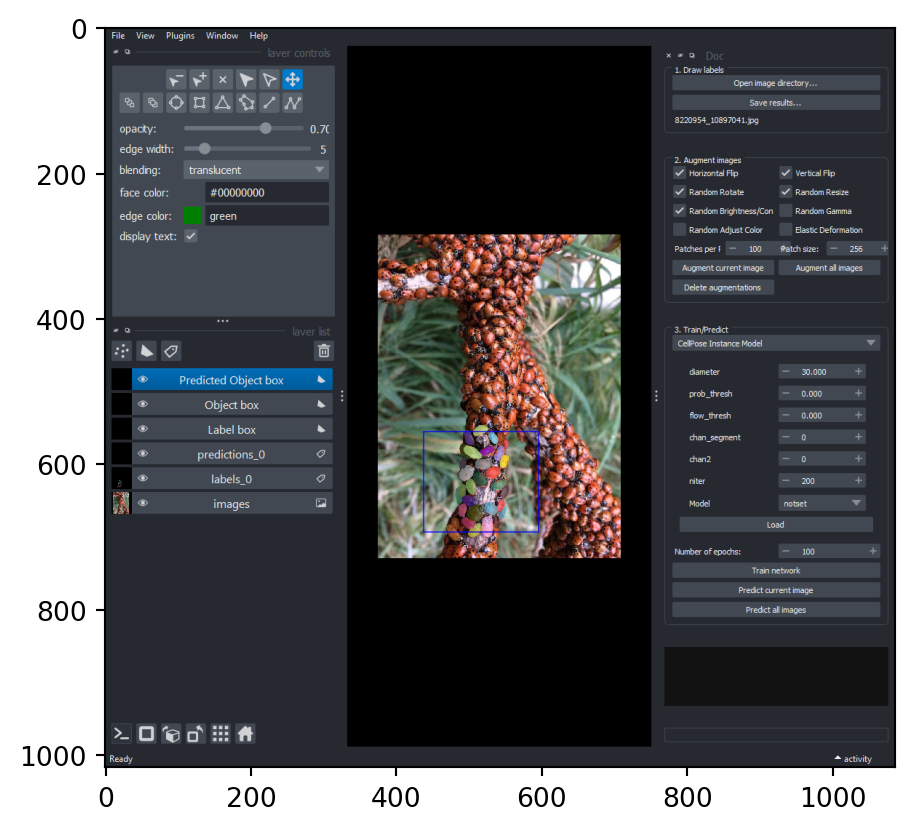 0
200
400
600
800
1000
File View Plugins Window Help
layer controls
opacity: 0.70
edge width: 5
blending: translucent
face color: #00000000
edge color: green
display text:
layer list
Predicted Object box
Object box
Label box
predictions_0
labels_0
images
Ready
Doc
1. Draw labels
Open image directory...
Save results...
8220954_10897041.jpg
2. Augment images
Horizontal Flip Vertical Flip
Random Rotate Random Resize
Random Brightness/Con Random Gamma
Random Adjust Color Elastic Deformation
Patches per 100 Patch size: 256
Augment current image Augment all images
Delete augmentations
3. Train/Predict
CellPose Instance Model
diameter 30.000
prob_thresh 0.000
flow_thresh 0.000
chan_segment 0
chan2 0
niter 200
Model notset
Load
Number of epochs: 100
Train network
Predict current image
Predict all images
activity
0 200 400 600 800 1000